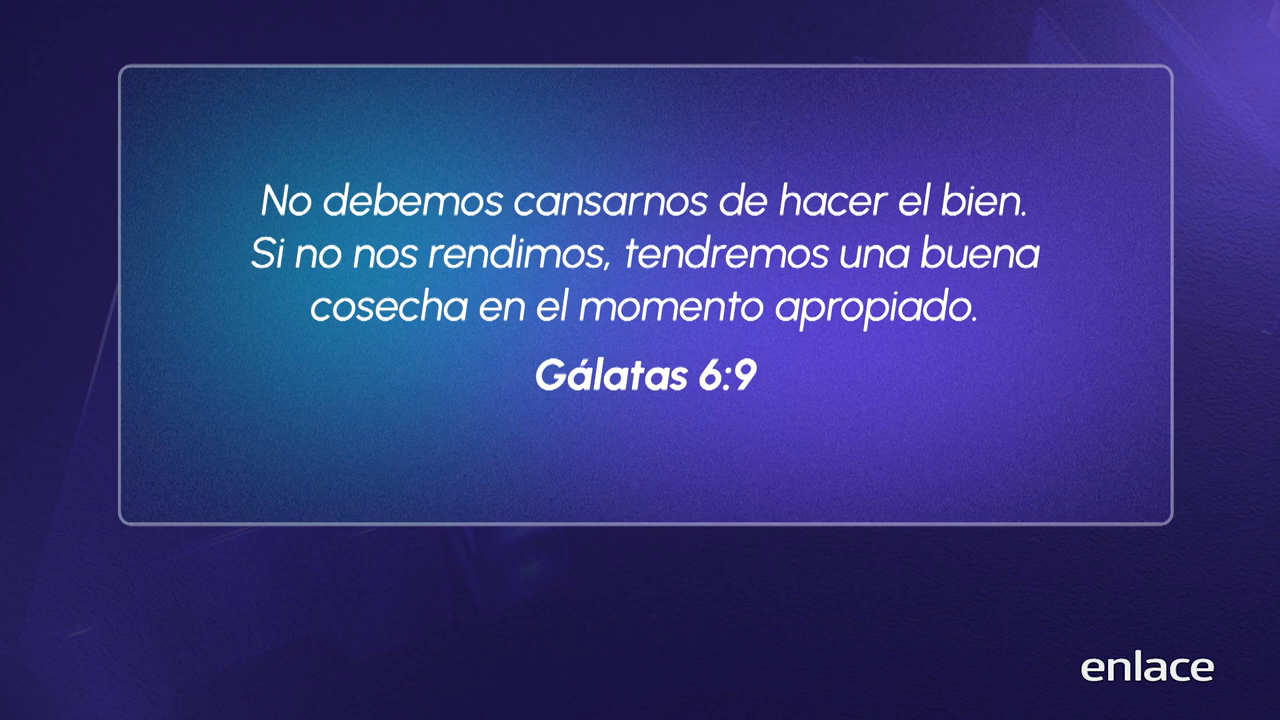 No debemos cansarnos de hacer el bien.
Si no nos rendimos, tendremos una buena
cosecha en el momento apropiado.
Gálatas 6:9
enlace